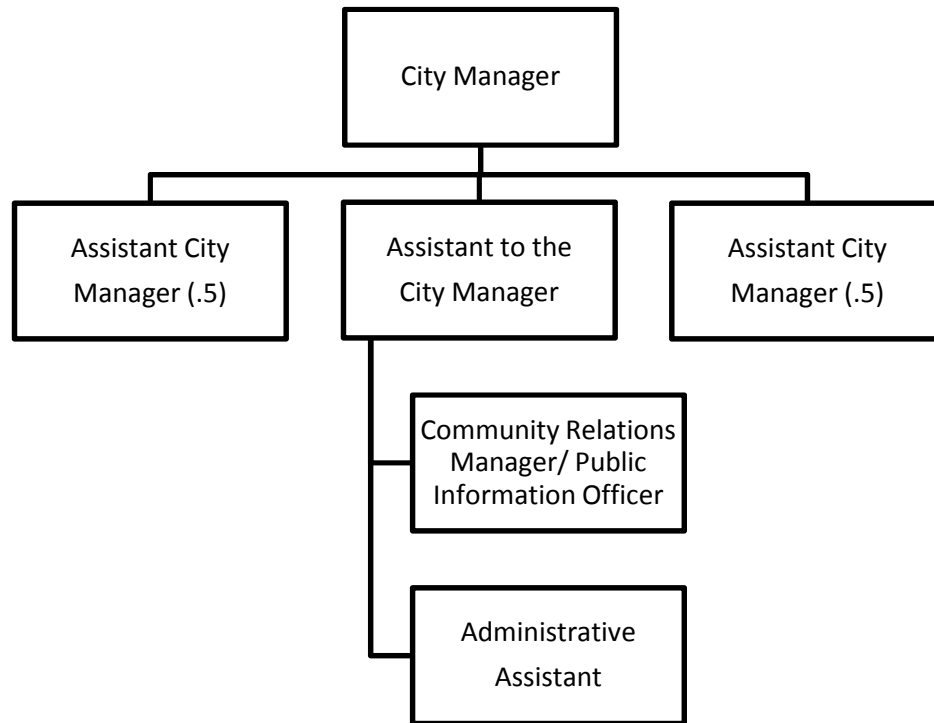 City Manager
Assistant City
Manager (.5)
Assistant to the
City Manager
Assistant City
Manager (.5)
Community Relations
Manager/ Public
Information Officer
Administrative
Assistant